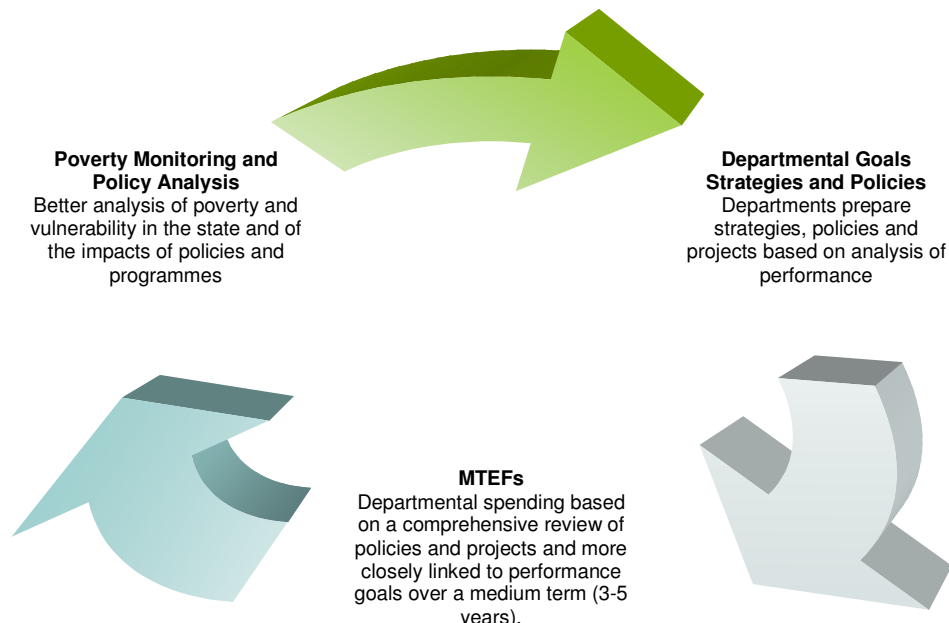 Poverty Monitoring and
Policy Analysis
Better analysis of poverty and
vulnerability in the state and of
the impacts of policies and
programmes
Departmental Goals
Strategies and Policies
Departments prepare
strategies, policies and
projects based on analysis of
performance
MTEFs
Departmental spending based
on a comprehensive review of
policies and projects and more
closely linked to performance
goals over a medium term (3-5
years).